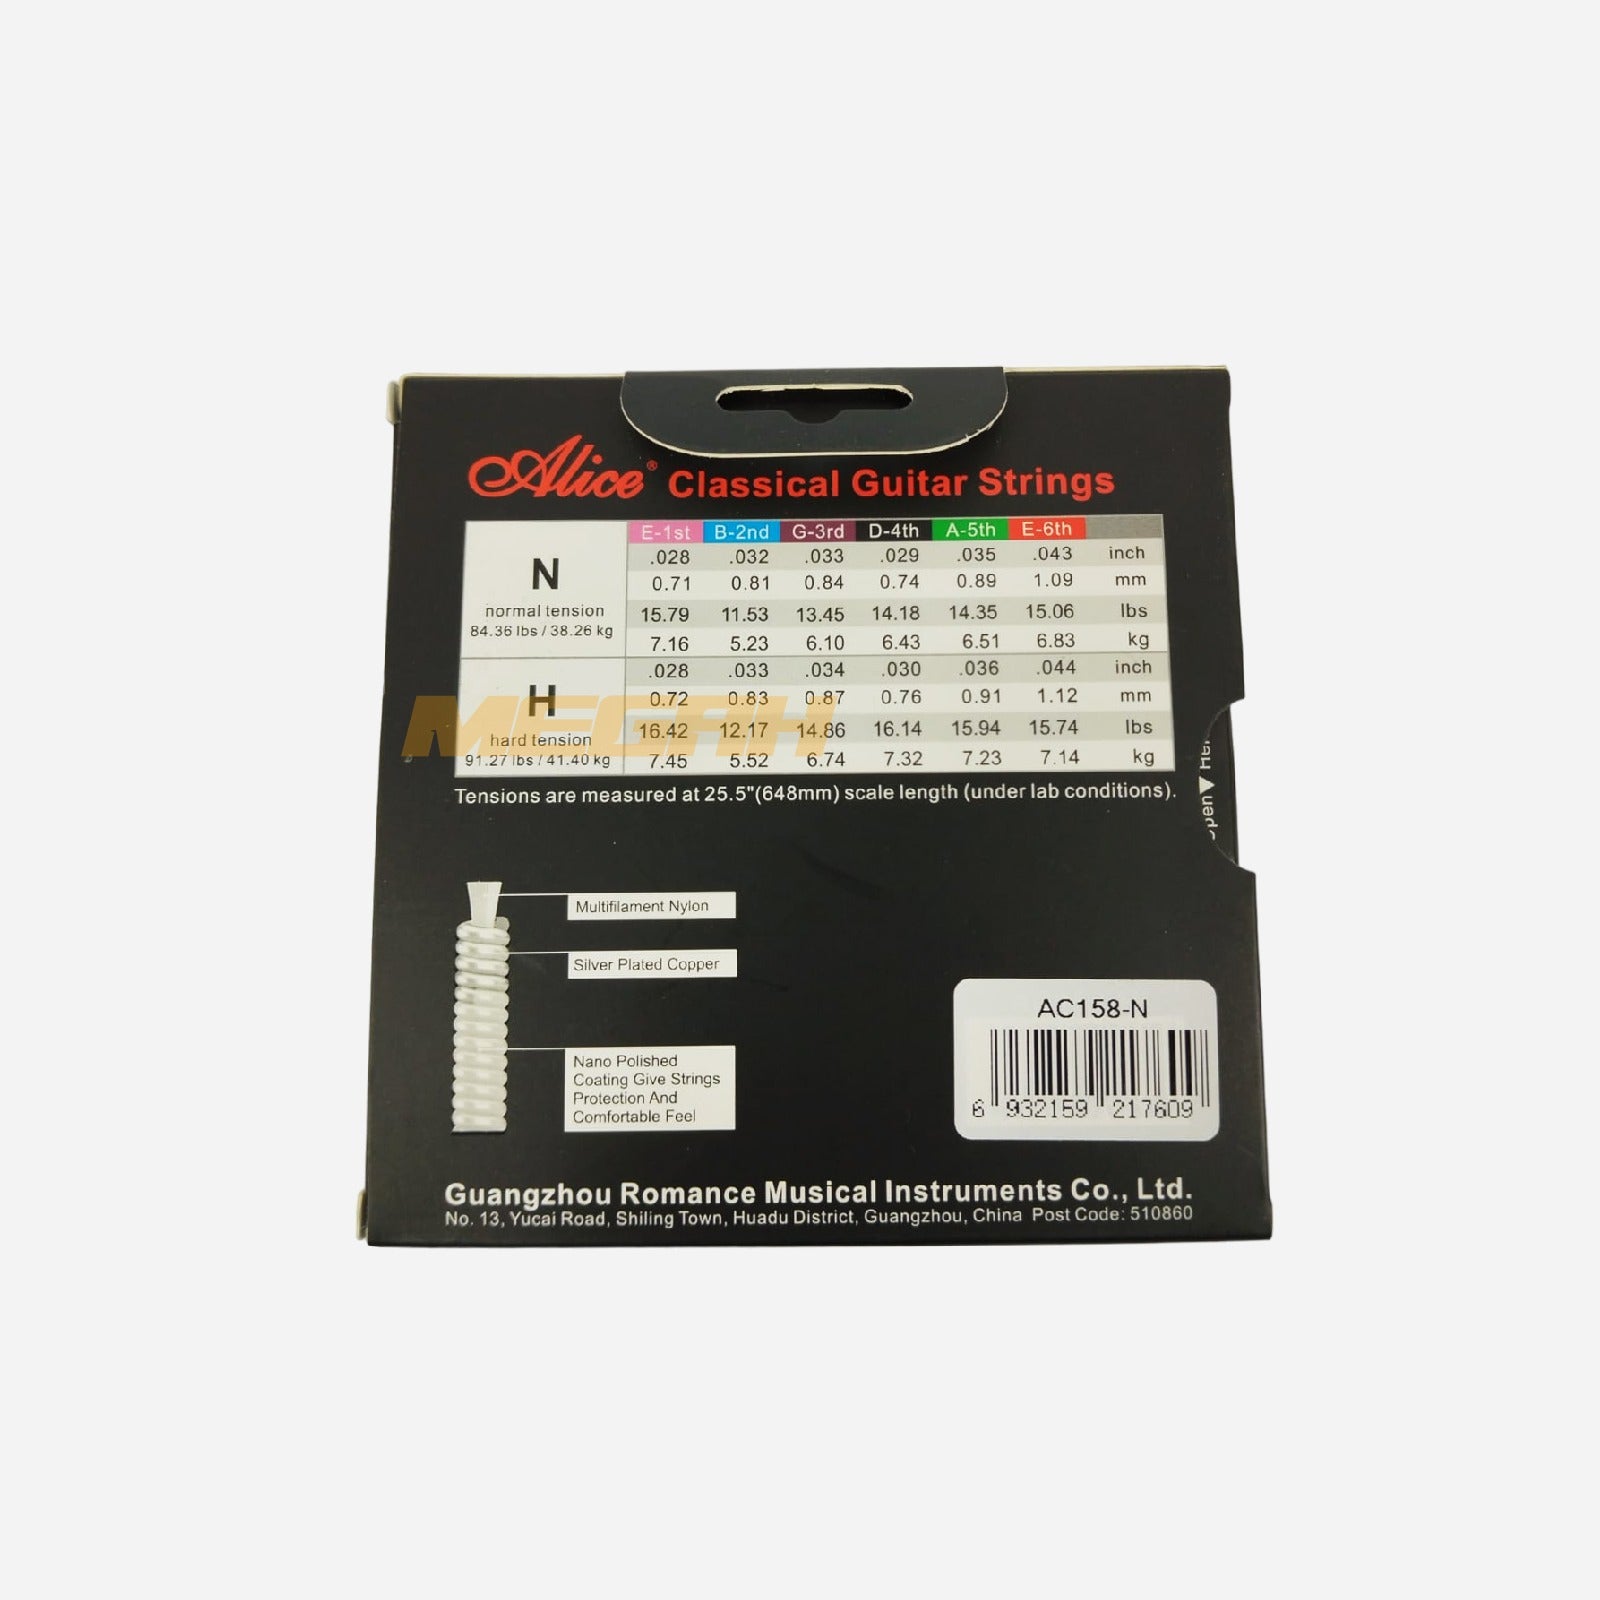 Alice® Classical Guitar Strings
E-1st B-2nd G-3rd D-4th A-5th E-6th
N
normal tension
84.36 lbs / 38.26 kg
.028 .032 .033 .029 .035 .043 inch
0.71 0.81 0.84 0.74 0.89 1.09 mm
15.79 11.53 13.45 14.18 14.35 15.06 lbs
7.16 5.23 6.10 6.43 6.51 6.83 kg
H
hard tension
91.27 lbs / 41.40 kg
.028 .033 .034 .030 .036 .044 inch
0.72 0.83 0.87 0.76 0.91 1.12 mm
16.42 12.17 14.86 16.14 15.94 15.74 lbs
7.45 5.52 6.74 7.32 7.23 7.14 kg
MEGAH
Tensions are measured at 25.5"(648mm) scale length (under lab conditions).
Multifilament Nylon
Silver Plated Copper
Nano Polished
Coating Give Strings
Protection And
Comfortable Feel
AC158-N
6 932159 217609
Guangzhou Romance Musical Instruments Co., Ltd.
No. 13, Yucai Road, Shiling Town, Huadu District, Guangzhou, China Post Code: 510860